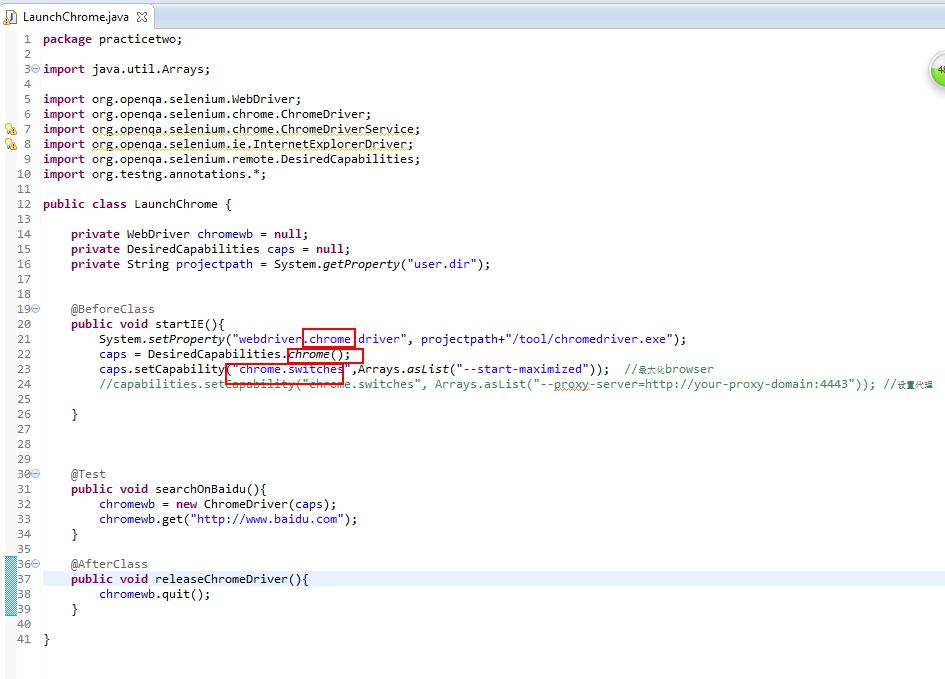 LaunchChrome.java
1 package practicetwo;
2
3 import java.util.Arrays;
4
5 import org.openqa.selenium.WebDriver;
6 import org.openqa.selenium.chrome.ChromeDriver;
7 import org.openqa.selenium.chrome.ChromeDriverService;
8 import org.openqa.selenium.ie.InternetExplorerDriver;
9 import org.openqa.selenium.remote.DesiredCapabilities;
10 import org.testng.annotations.*;
11
12 public class LaunchChrome {
13
14 private WebDriver chromewb = null;
15 private DesiredCapabilities caps = null;
16 private String projectpath = System.getProperty("user.dir");
17
18
19 @BeforeClass
20 public void startIE(){
21 System.setProperty("webdriver.chrome.driver", projectpath+"/tool/chromedriver.exe");
22 caps = DesiredCapabilities.chrome();
23 caps.setCapability("chrome.switches",Arrays.asList("--start-maximized")); //最大化browser
24 //capabilities.setCapability("chrome.switches", Arrays.asList("--proxy-server=http://your-proxy-domain:4443")); //设置代理
25
26 }
27
28
29
30 @Test
31 public void searchOnBaidu(){
32 chromewb = new ChromeDriver(caps);
33 chromewb.get("http://www.baidu.com");
34 }
35
36 @AfterClass
37 public void releaseChromeDriver(){
38 chromewb.quit();
39 }
40
41 }